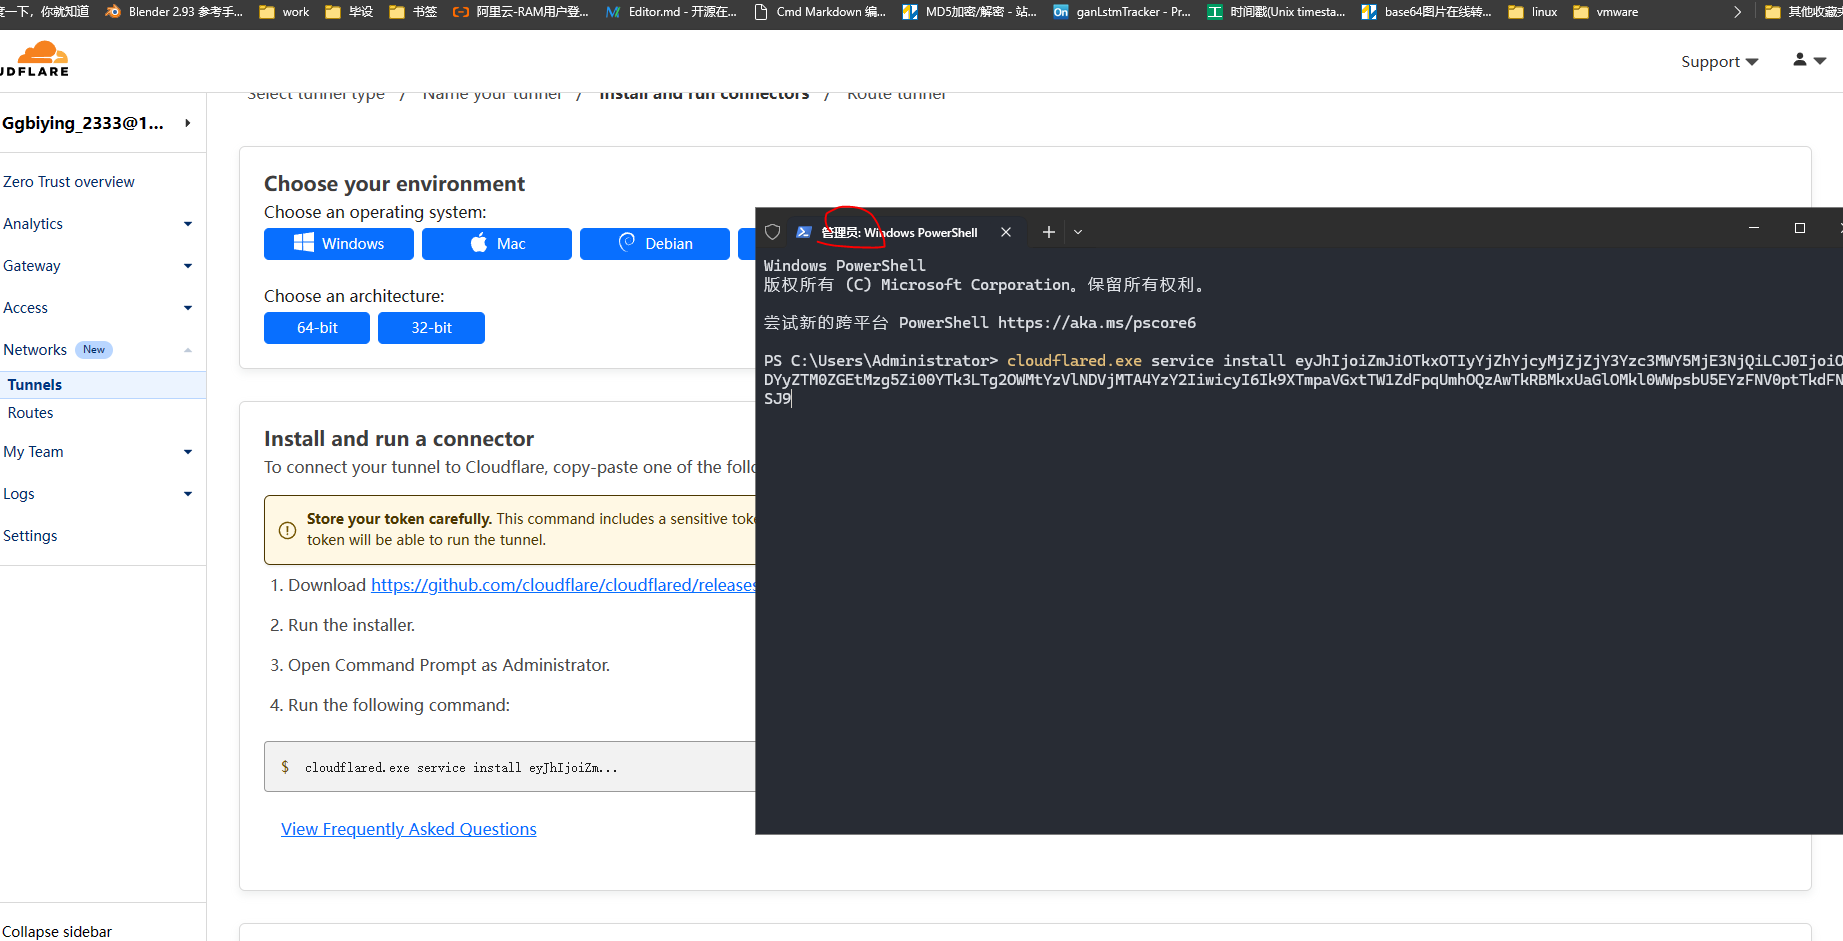 度一下，你就知道 Blender 2.93 参考手... work 毕设 书签 阿里云-RAM用户登... Editor.md - 开源在... Cmd Markdown 编... MD5加密/解密 - 站... ganLstmTracker - Pr... 时间戳(Unix timesta... base64图片在线转... linux vmware 其他收藏夹
UDFLARE
Support
Select tunnel type / Name your tunnel / Install and run connectors / Route tunnel
Ggbiying_2333@1...
Zero Trust overview
Analytics
Gateway
Access
Networks New
Tunnels
Routes
My Team
Logs
Settings
Collapse sidebar
Choose your environment
Choose an operating system:
Windows Mac Debian
Choose an architecture:
64-bit 32-bit
Install and run a connector
To connect your tunnel to Cloudflare, copy-paste one of the follo
Store your token carefully. This command includes a sensitive toke
token will be able to run the tunnel.
1. Download https://github.com/cloudflare/cloudflared/releases
2. Run the installer.
3. Open Command Prompt as Administrator.
4. Run the following command:
$ cloudflared.exe service install eyJhIjoiZm...
View Frequently Asked Questions
管理员: Windows PowerShell
Windows PowerShell
版权所有 (C) Microsoft Corporation。保留所有权利。
尝试新的跨平台 PowerShell https://aka.ms/pscore6
PS C:\Users\Administrator> cloudflared.exe service install
SJ9